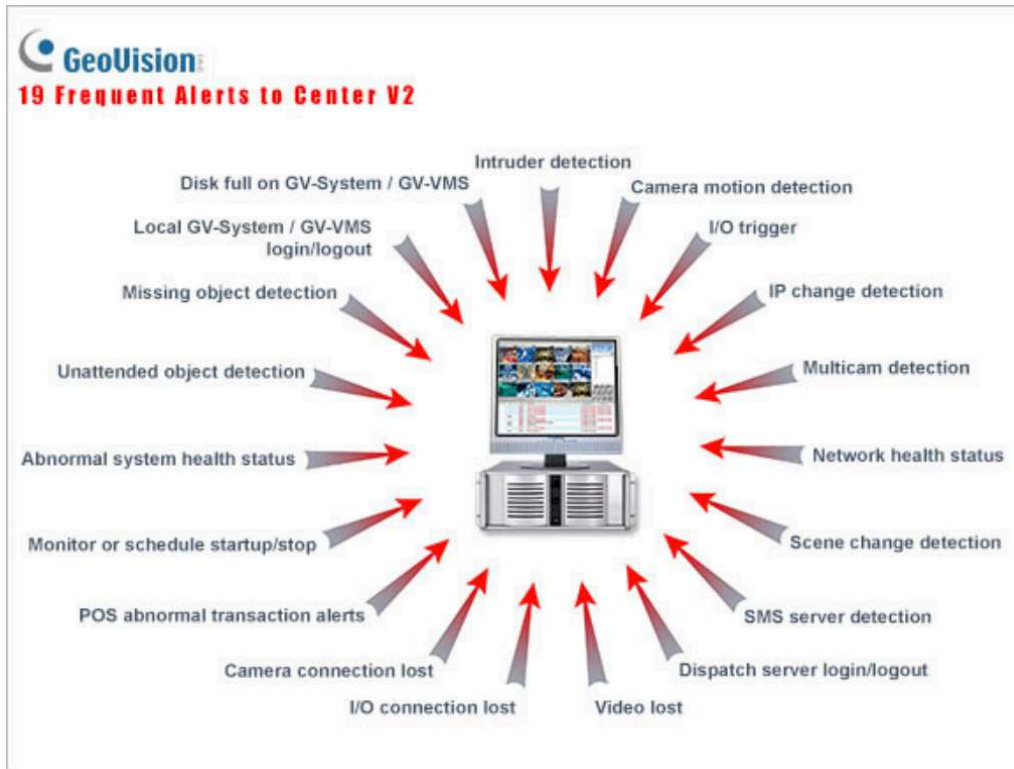 GeoVision
19 Frequent Alerts to Center V2
Intruder detection
Disk full on GV-System / GV-VMS
Camera motion detection
Local GV-System / GV-VMS
login/logout
I/O trigger
Missing object detection
IP change detection
Unattended object detection
Multicam detection
Abnormal system health status
Network health status
Monitor or schedule startup/stop
Scene change detection
POS abnormal transaction alerts
SMS server detection
Camera connection lost
Dispatch server login/logout
I/O connection lost
Video lost